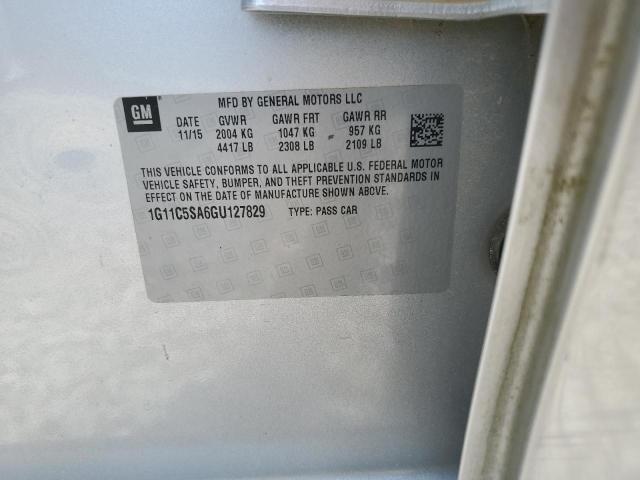 GM
MFD BY GENERAL MOTORS LLC
DATE GVWR GAWR FRT GAWR RR
11/15 2004 KG 1047 KG 957 KG
4417 LB 2308 LB 2109 LB
THIS VEHICLE CONFORMS TO ALL APPLICABLE U.S. FEDERAL MOTOR
VEHICLE SAFETY, BUMPER, AND THEFT PREVENTION STANDARDS IN
EFFECT ON THE DATE OF MANUFACTURE SHOWN ABOVE.
1G11C5SA6GU127829 TYPE: PASS CAR